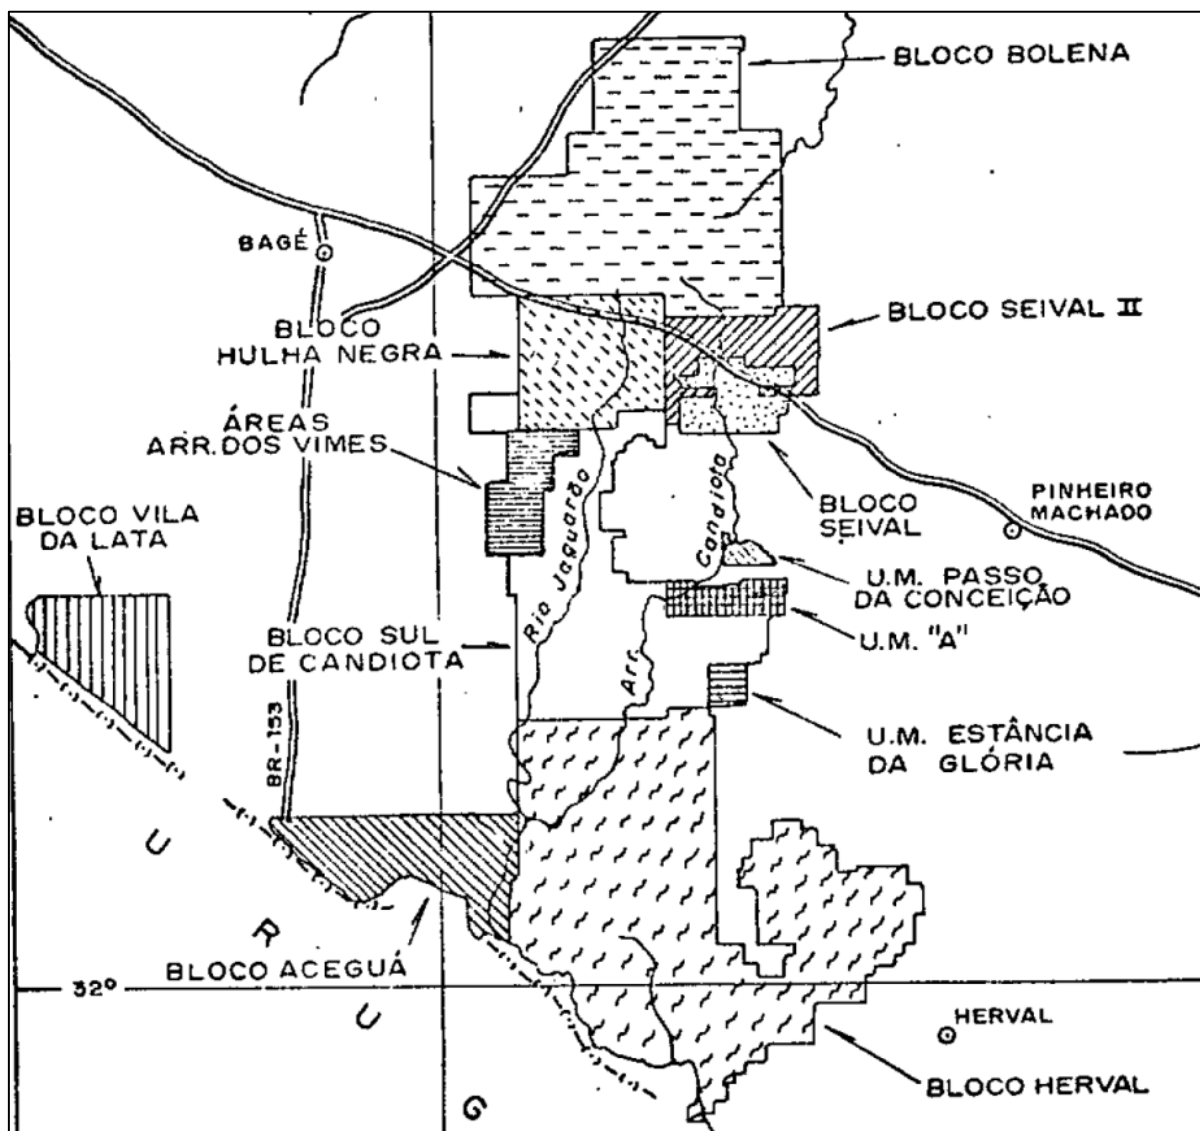 BLOCO BOLENA
BAGÉ
BLOCO SEIVAL II
BLOCO
HULHA NEGRA
ÁREAS
ARR. DOS VIMES
BLOCO VILA
DA LATA
Rio Jaguarão
Candiota
Arr.
BLOCO
SEIVAL
PINHEIRO
MACHADO
U.M. PASSO
DA CONCEIÇÃO
U.M. "A"
BLOCO SUL
DE CANDIOTA
BR-153
U.M. ESTÂNCIA
DA GLÓRIA
U
R
U
G
BLOCO ACEGUÁ
32°
HERVAL
BLOCO HERVAL